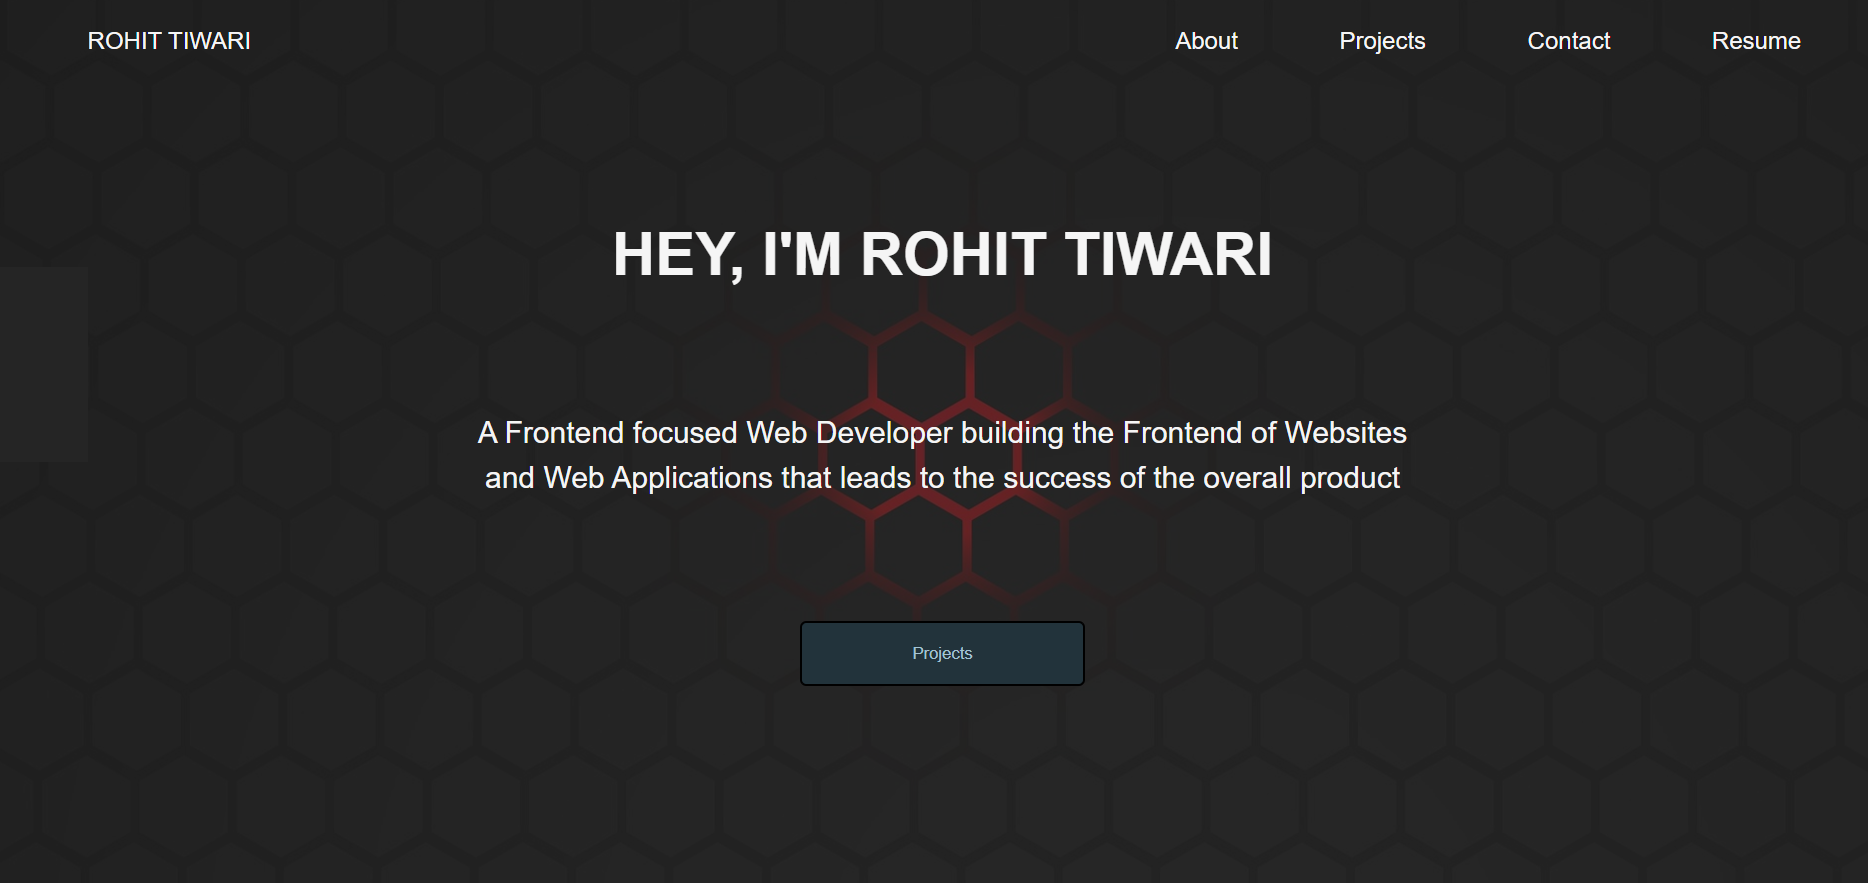 ROHIT TIWARI
About
Projects
Contact
Resume
HEY, I'M ROHIT TIWARI
A Frontend focused Web Developer building the Frontend of Websites
and Web Applications that leads to the success of the overall product
Projects